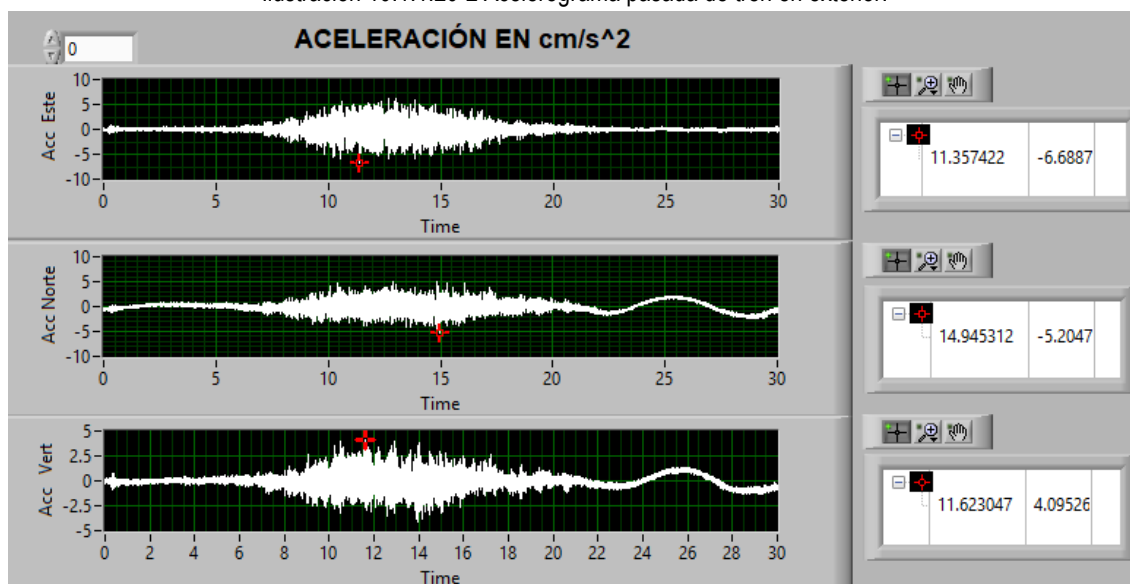 ACELERACIÓN EN cm/s^2
0
10
5
0
-5
-10
Acc Este
0 5 10 15 20 25 30
Time
11.357422 -6.6887
10
5
0
-5
-10
Acc Norte
0 5 10 15 20 25 30
Time
14.945312 -5.2047
5
2.5
0
-2.5
-5
Acc Vert
0 2 4 6 8 10 12 14 16 18 20 22 24 26 28 30
Time
11.623047 4.09526